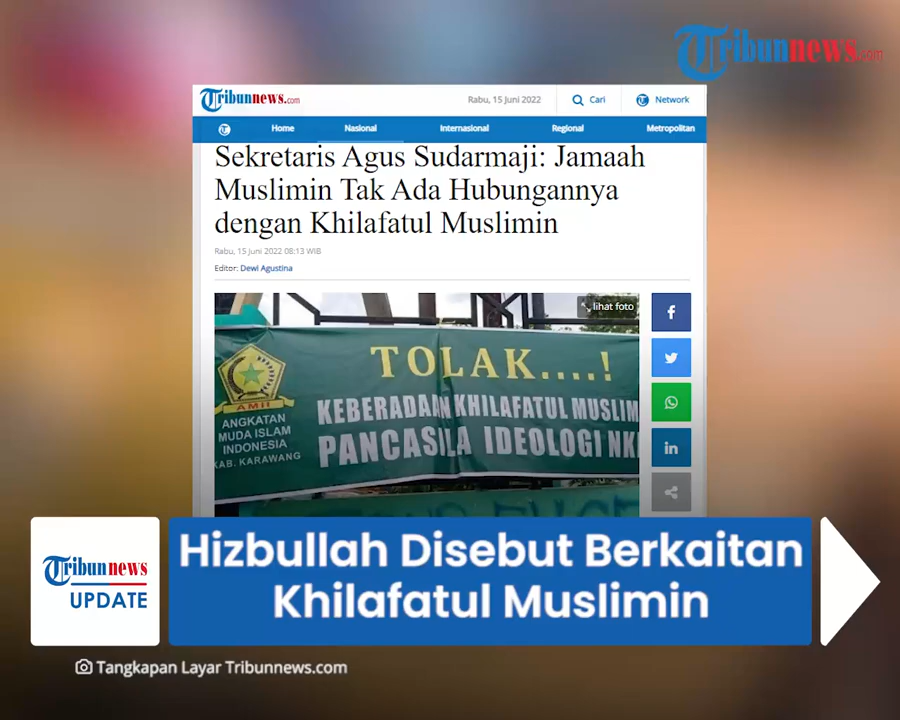 Tribunnews.com
Tribunnews.com
Rabu, 15 Juni 2022
Cari
Network
Home
Nasional
Internasional
Regional
Metropolitan
Sekretaris Agus Sudarmaji: Jamaah
Muslimin Tak Ada Hubungannya
dengan Khilafatul Muslimin
Rabu, 15 Juni 2022 08:13 WIB
Editor: Dewi Agustina
lihat foto
TOLAK....!
KEBERADAAN KHILAFATUL MUSLIM
PANCASILA IDEOLOGI NK
AMII
ANGKATAN
MUDA ISLAM
INDONESIA
KAB. KARAWANG
Hizbullah Disebut Berkaitan
Khilafatul Muslimin
Tribunnews
UPDATE
Tangkapan Layar Tribunnews.com